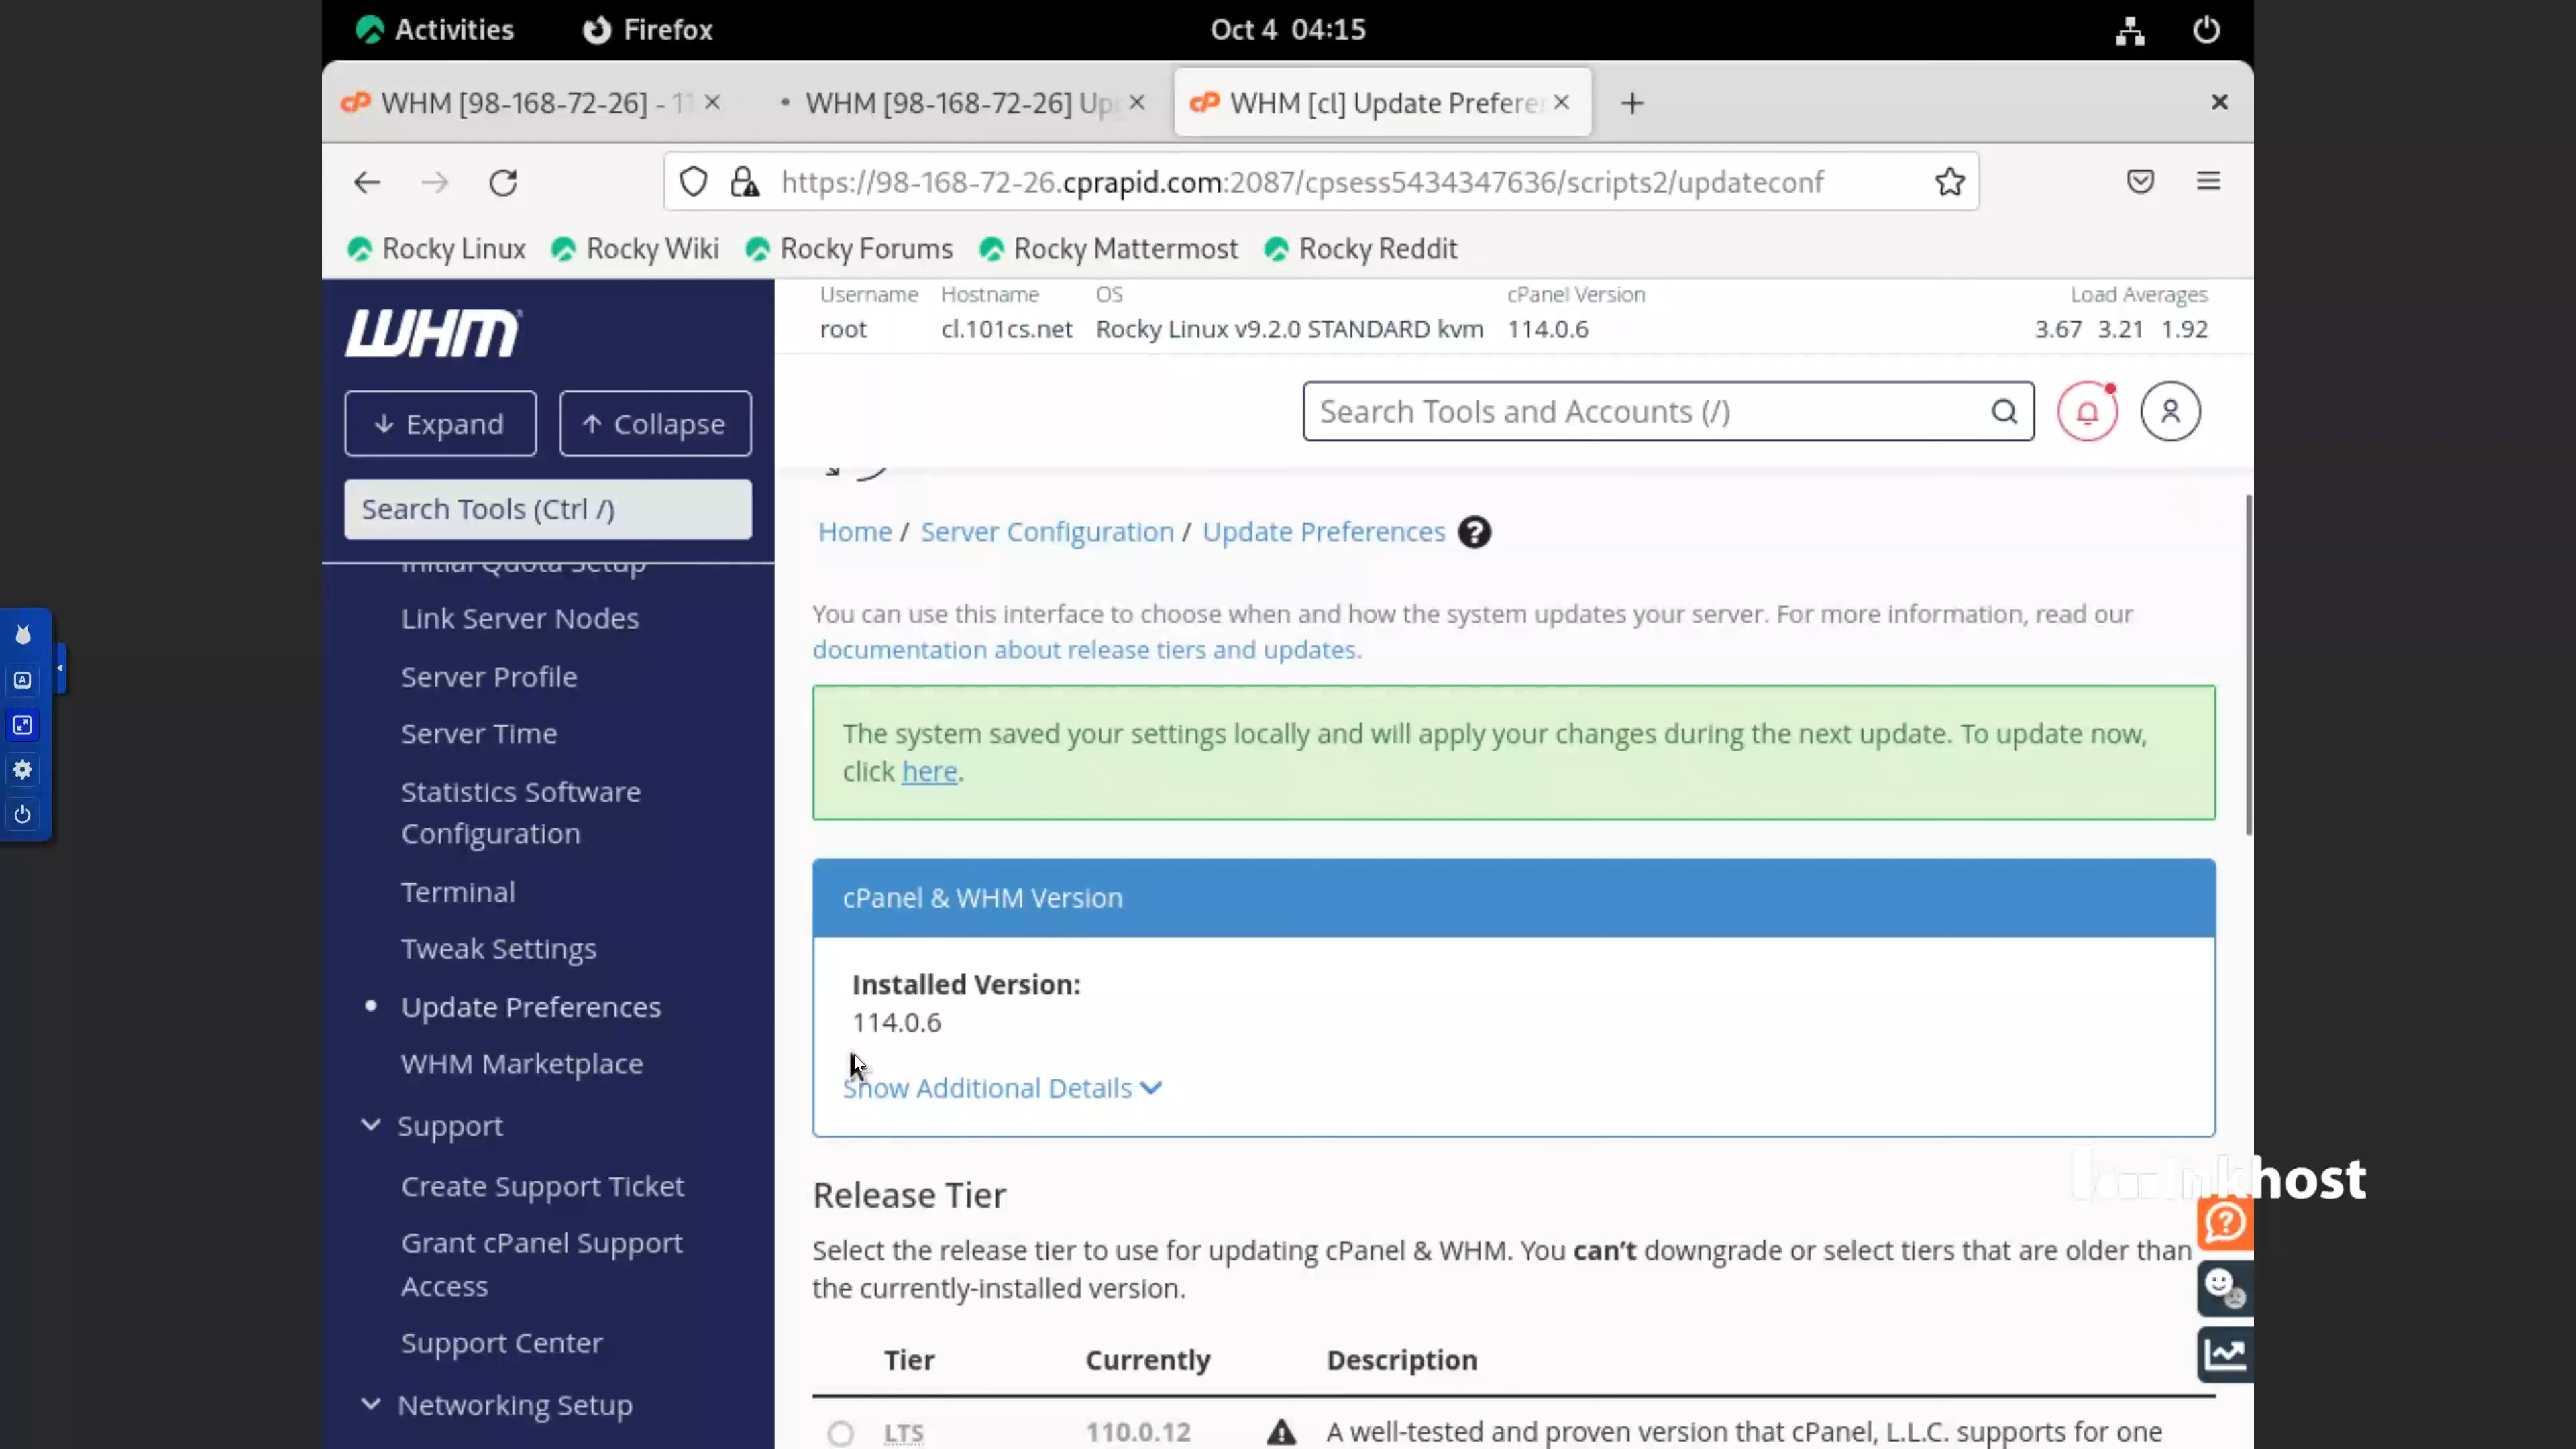 Activities
Firefox
Oct 4 04:15
WHM [98-168-72-26] - 11
WHM [98-168-72-26] Up
WHM [cl] Update Prefere
https://98-168-72-26.cprapid.com:2087/cpsess5434347636/scripts2/updateconf
Rocky Linux
Rocky Wiki
Rocky Forums
Rocky Mattermost
Rocky Reddit
WHM
Expand
Collapse
Search Tools (Ctrl /)
Initial Quota Setup
Link Server Nodes
Server Profile
Server Time
Statistics Software
Configuration
Terminal
Tweak Settings
Update Preferences
WHM Marketplace
Support
Create Support Ticket
Grant cPanel Support
Access
Support Center
Networking Setup
Username Hostname OS cPanel Version Load Averages
root cl.101cs.net Rocky Linux v9.2.0 STANDARD kvm 114.0.6 3.67 3.21 1.92
Search Tools and Accounts (/)
Home / Server Configuration / Update Preferences
You can use this interface to choose when and how the system updates your server. For more information, read our
documentation about release tiers and updates.
The system saved your settings locally and will apply your changes during the next update. To update now,
click here.
cPanel & WHM Version
Installed Version:
114.0.6
Show Additional Details
Release Tier
Select the release tier to use for updating cPanel & WHM. You can't downgrade or select tiers that are older than
the currently-installed version.
Tier Currently Description
LTS 110.0.12 A well-tested and proven version that cPanel, L.L.C. supports for one